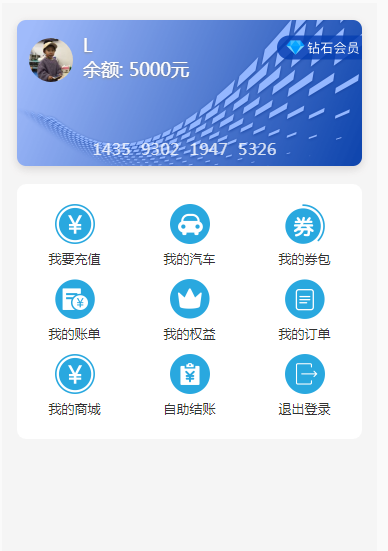 L
钻石会员
余额: 5000元
1435 9302 1947 5326
我要充值
我的汽车
券
我的券包
我的账单
我的权益
我的订单
我的商城
自助结账
退出登录